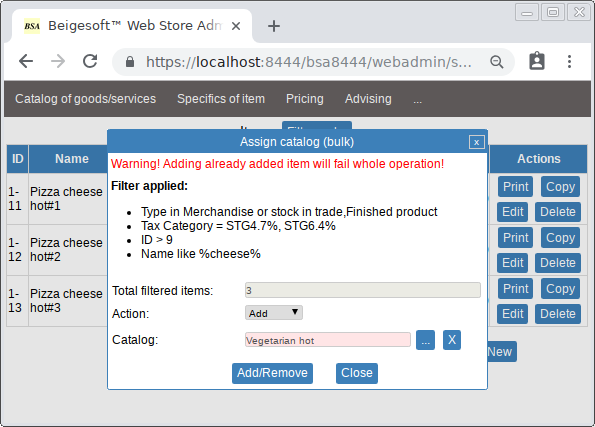 BSA Beigesoft™ Web Store Adm
https://localhost:8444/bsa8444/webadmin/s...
Catalog of goods/services Specifics of item Pricing Advising ...
Assign catalog (bulk) x
Warning! Adding already added item will fail whole operation!
Filter applied:
Type in Merchandise or stock in trade,Finished product
Tax Category = STG4.7%, STG6.4%
ID > 9
Name like %cheese%
Total filtered items: 3
Action: Add
Catalog: Vegetarian hot ... X
Add/Remove Close
ID Name Actions
1-11 Pizza cheese hot#1 Print Copy
Edit Delete
1-12 Pizza cheese hot#2 Print Copy
Edit Delete
1-13 Pizza cheese hot#3 Print Copy
Edit Delete
New